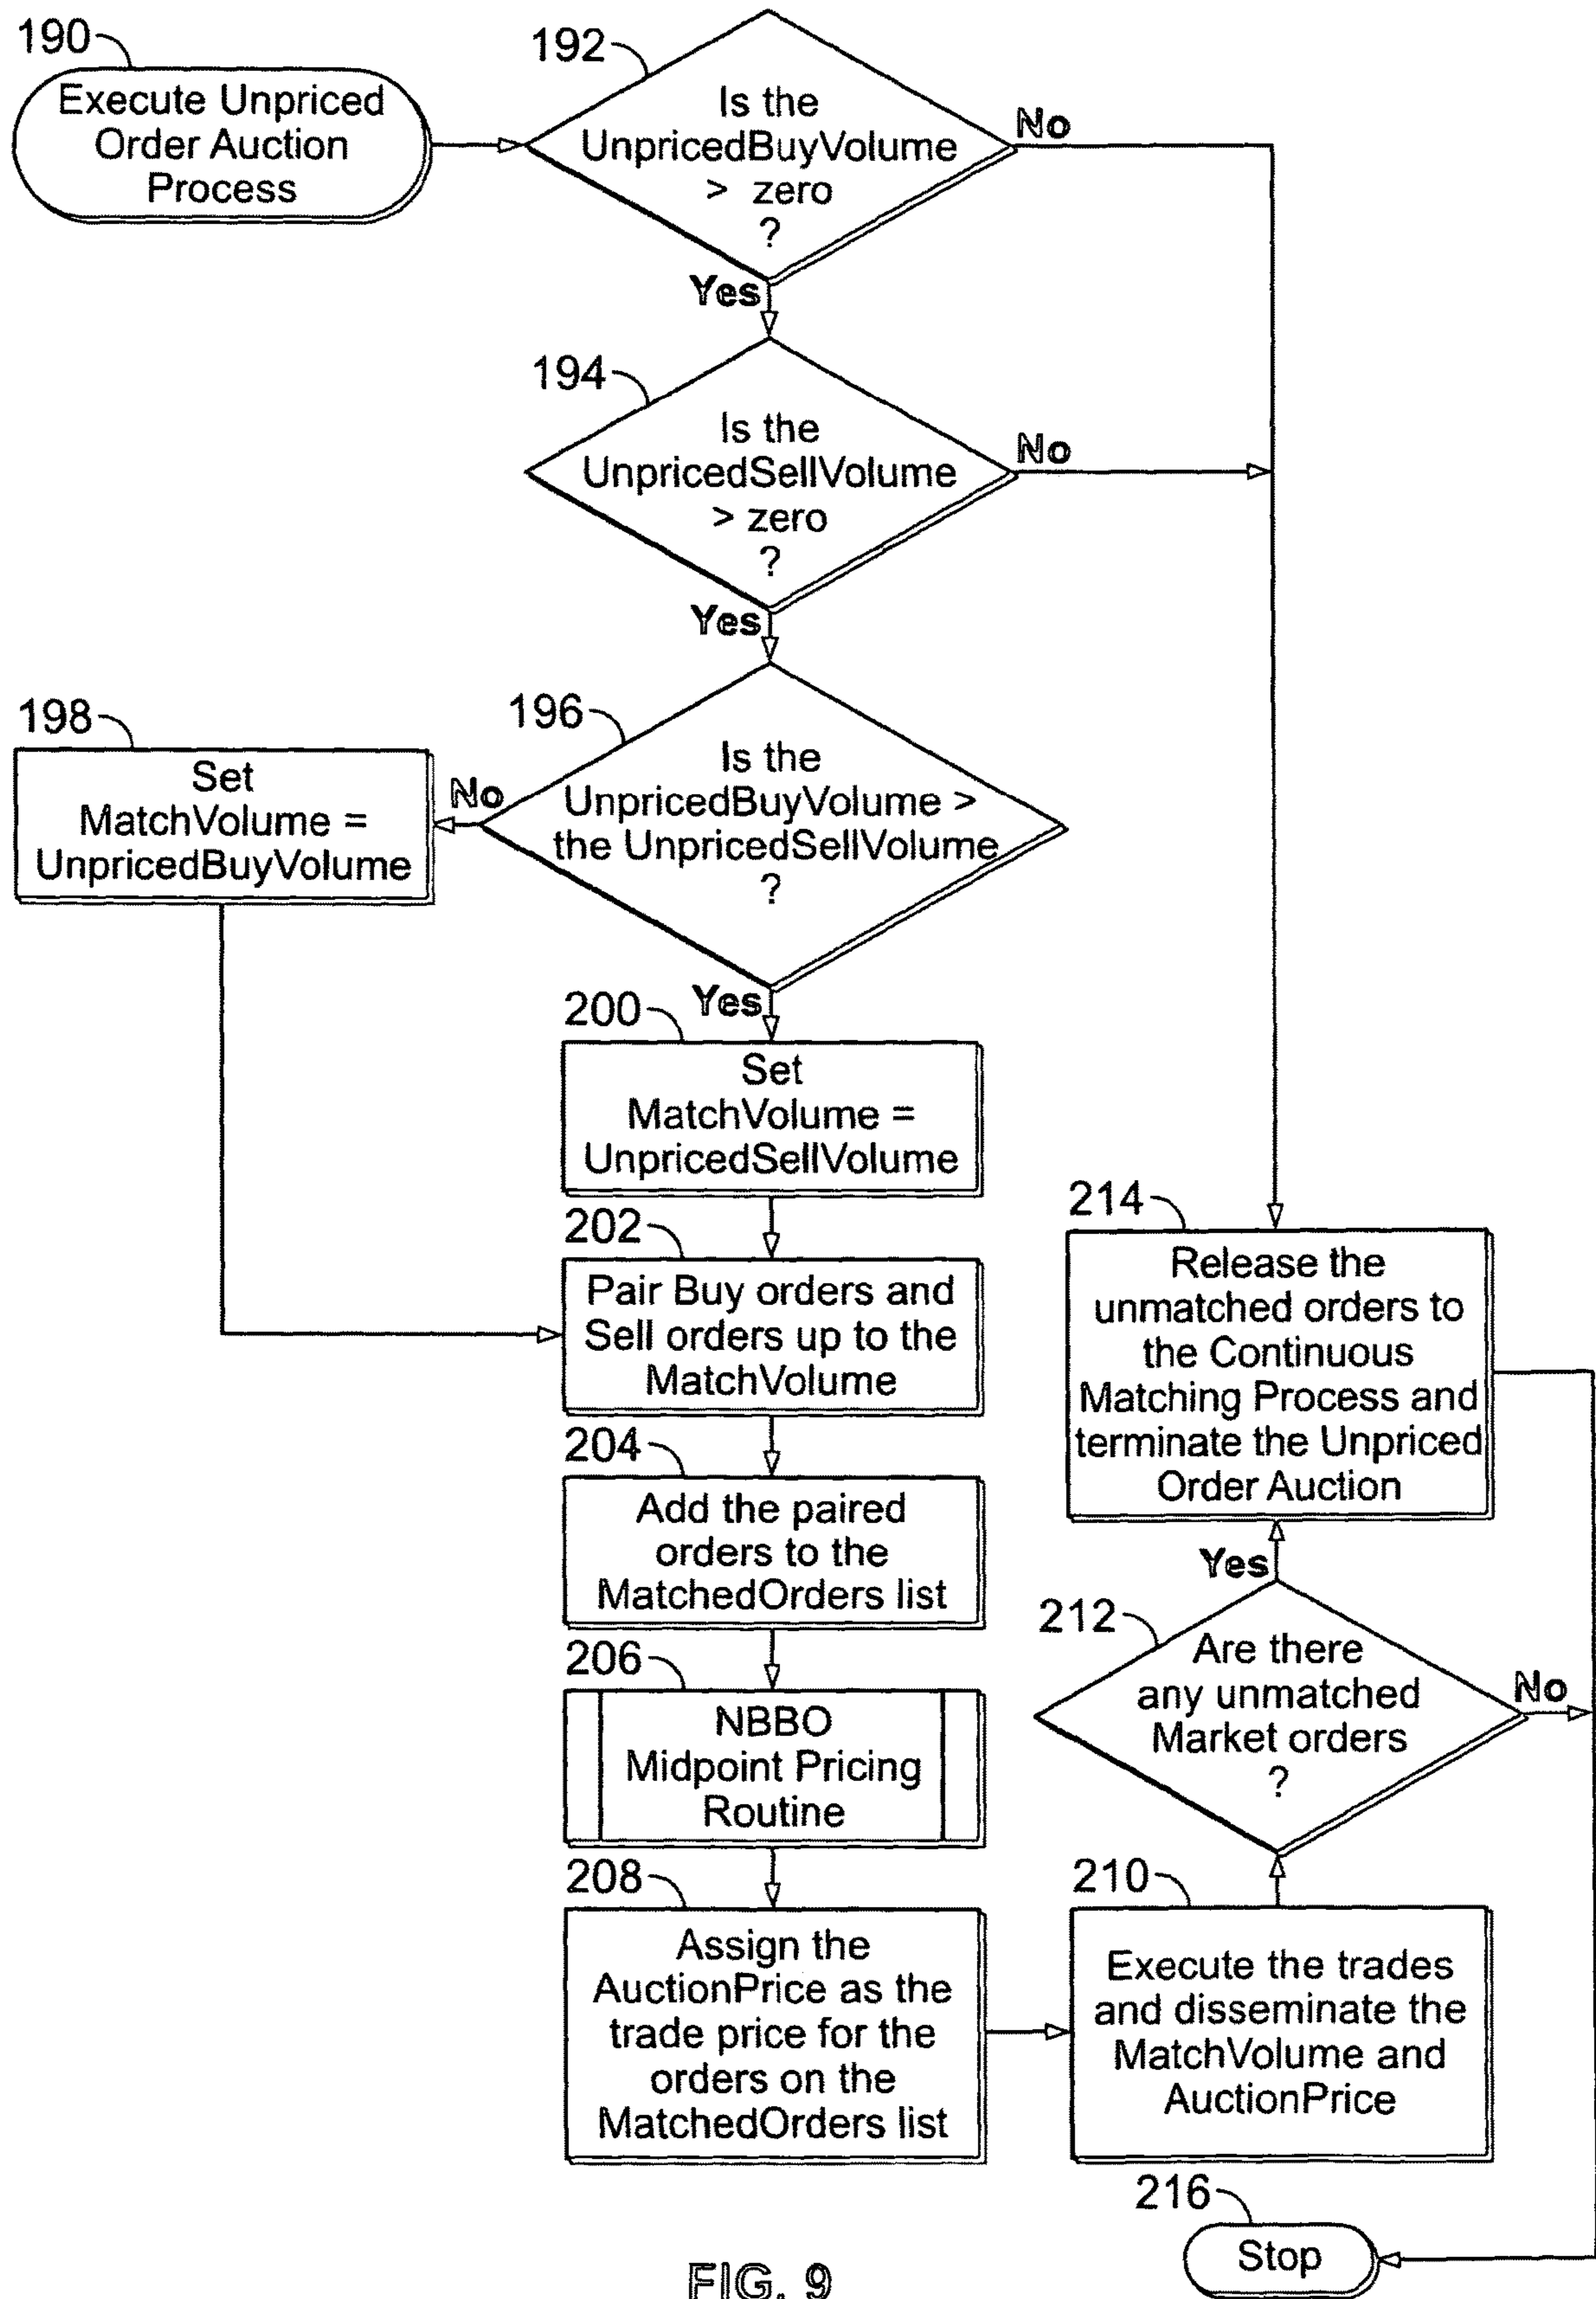 190
Execute Unpriced
Order Auction
Process
192
Is the
UnpricedBuyVolume
> zero
?
No
Yes
194
Is the
UnpricedSellVolume
> zero
?
No
Yes
196
Is the
UnpricedBuyVolume >
the UnpricedSellVolume
?
No
Yes
198
Set
MatchVolume =
UnpricedBuyVolume
200
Set
MatchVolume =
UnpricedSellVolume
202
Pair Buy orders and
Sell orders up to the
MatchVolume
204
Add the paired
orders to the
MatchedOrders list
206
NBBO
Midpoint Pricing
Routine
208
Assign the
AuctionPrice as the
trade price for the
orders on the
MatchedOrders list
210
Execute the trades
and disseminate the
MatchVolume and
AuctionPrice
212
Are there
any unmatched
Market orders
?
Yes
No
214
Release the
unmatched orders to
the Continuous
Matching Process and
terminate the Unpriced
Order Auction
216
Stop
FIG. 9